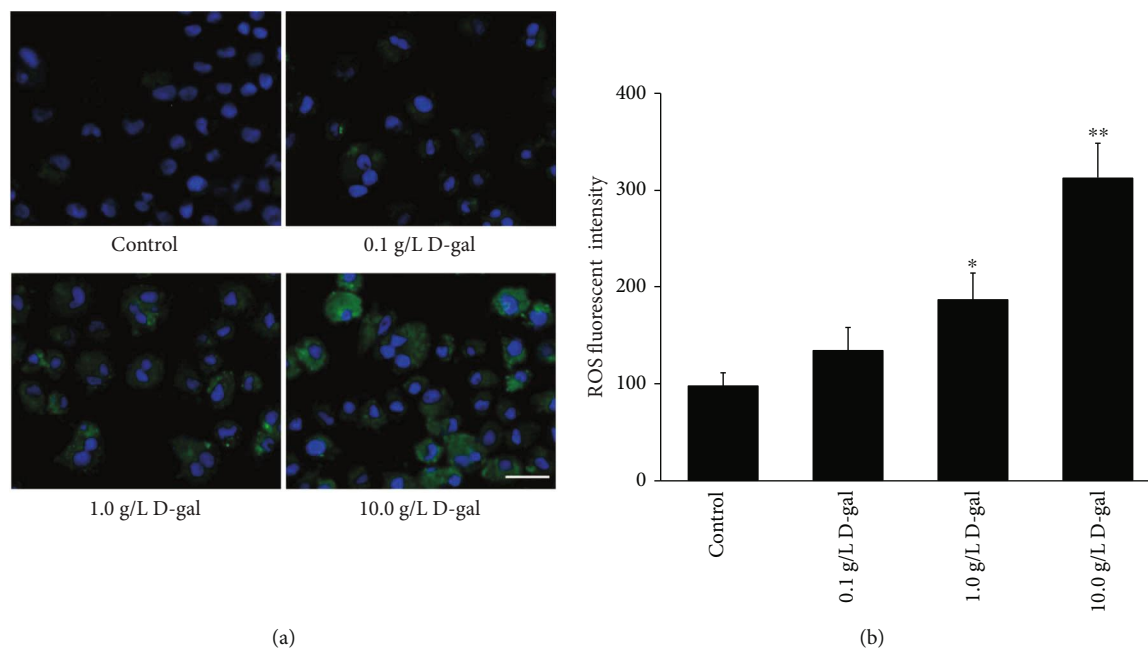 Control
0.1 g/L D-gal
1.0 g/L D-gal
10.0 g/L D-gal
(a)
ROS fluorescent intensity
400
300
200
100
0
*
**
Control
0.1 g/L D-gal
1.0 g/L D-gal
10.0 g/L D-gal
(b)